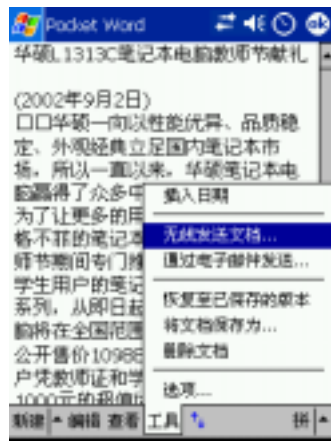 Pocket Word
ok
华硕L1313C笔记本电脑教师节献礼
(2002年9月2日)
口口华硕一向以性能优异、品质稳
定、外观经典立足国内笔记本市
场。所以一直以来，华硕笔记本电
脑赢得了众多
为了让更多的用
格不菲的笔记本
师节期间专门推
学生用户的笔记
系列，从即日起
脑将在全国范围
公开售价10988
户凭教师证和学
1000元的超值
插入日期
无线发送文档...
通过电子邮件发送...
恢复至已保存的版本
将文档保存为...
删除文档
选项...
新建 编辑 查看 工具 拼